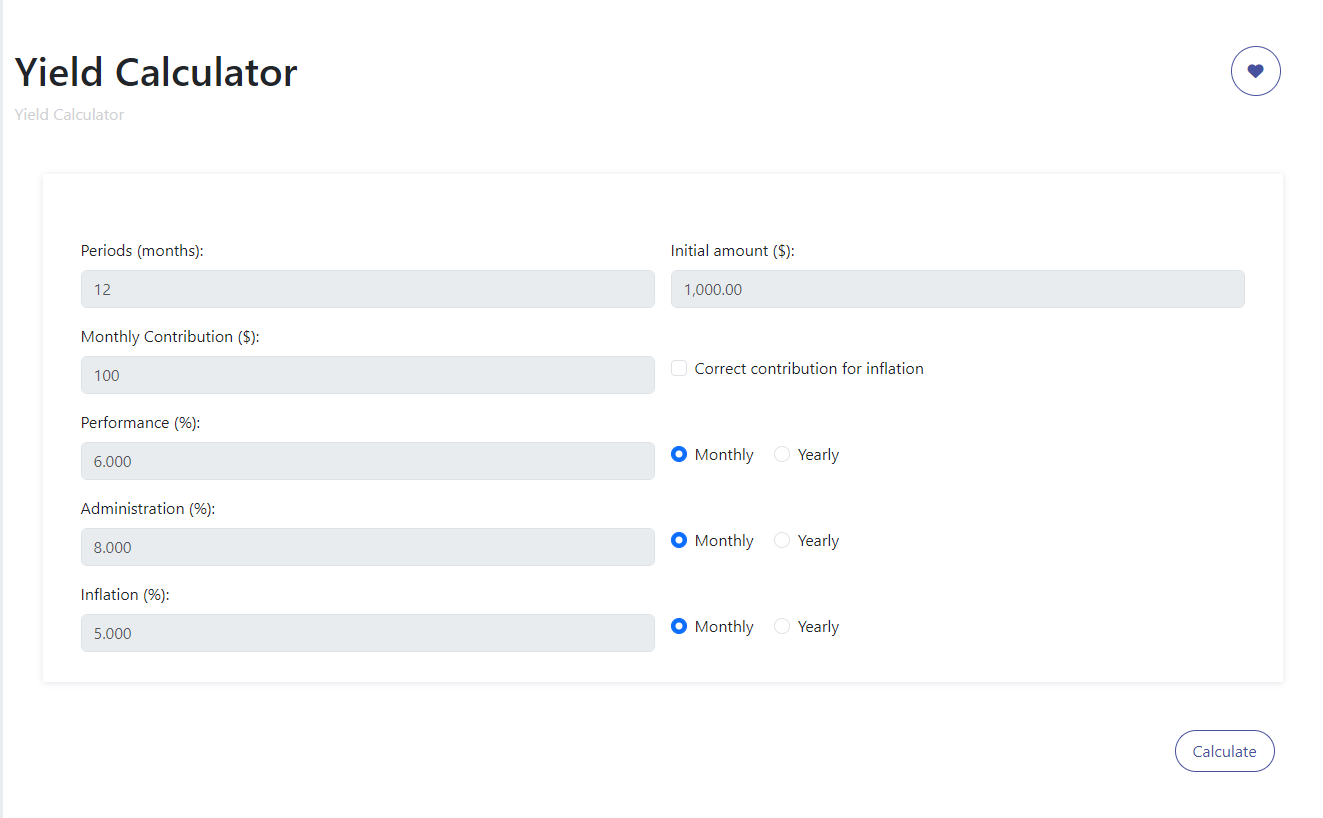 Yield Calculator
Yield Calculator
Periods (months):
Initial amount ($):
12
1,000.00
Monthly Contribution ($):
100
Correct contribution for inflation
Performance (%):
6.000
Monthly Yearly
Administration (%):
8.000
Monthly Yearly
Inflation (%):
5.000
Monthly Yearly
Calculate